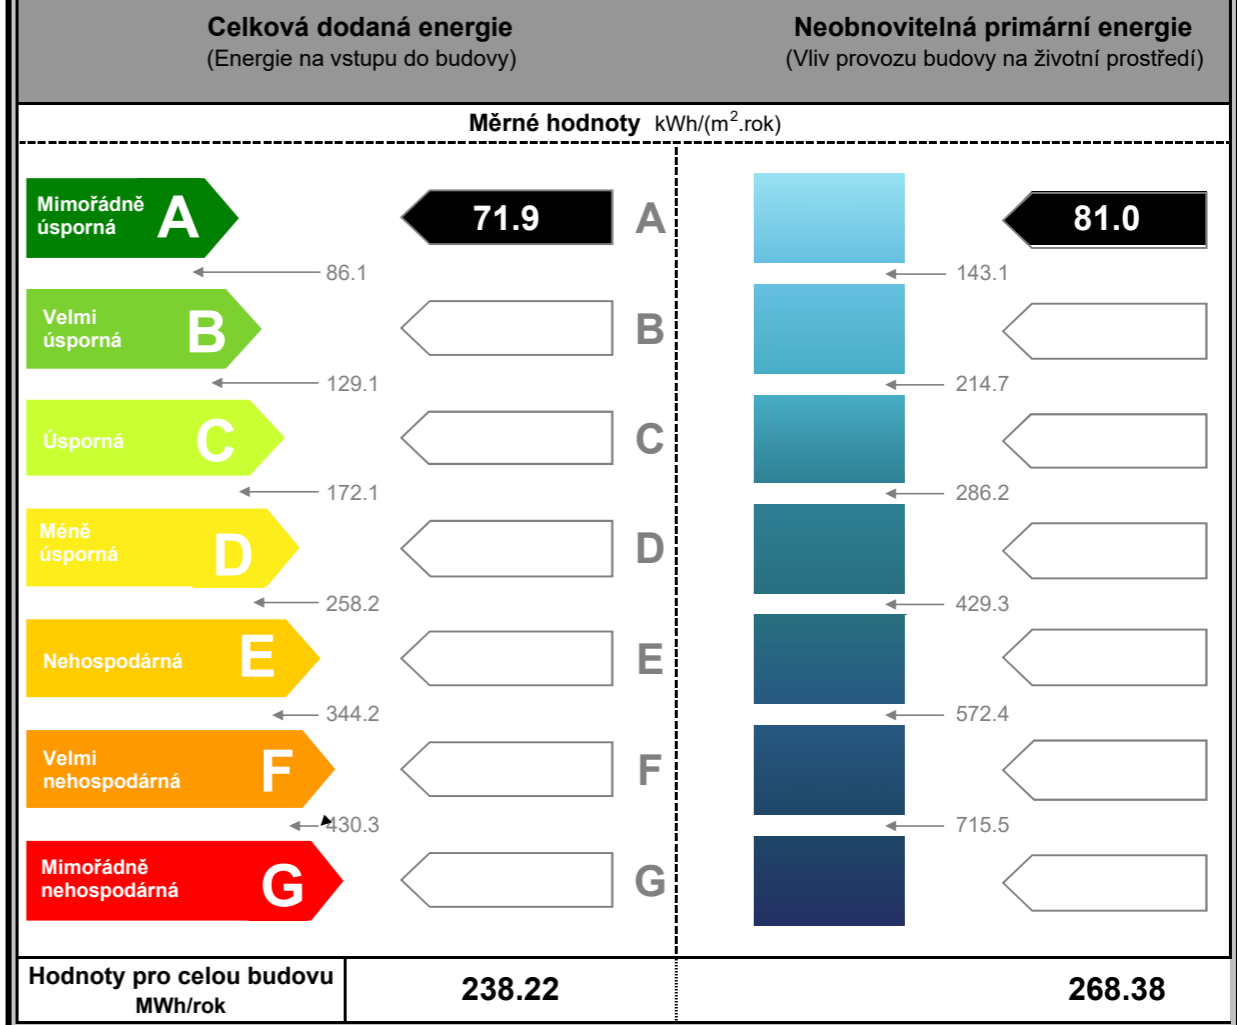 Celková dodaná energie
(Energie na vstupu do budovy)
Neobnovitelná primární energie
(Vliv provozu budovy na životní prostředí)
Měrné hodnoty kWh/(m².rok)
Mimořádně
úsporná
A
71.9
A
81.0
86.1
143.1
Velmi
úsporná
B
B
129.1
214.7
Úsporná
C
C
172.1
286.2
Méně
úsporná
D
D
258.2
429.3
Nehospodárná
E
E
344.2
572.4
Velmi
nehospodárná
F
F
430.3
715.5
Mimořádně
nehospodárná
G
G
Hodnoty pro celou budovu
MWh/rok
238.22
268.38